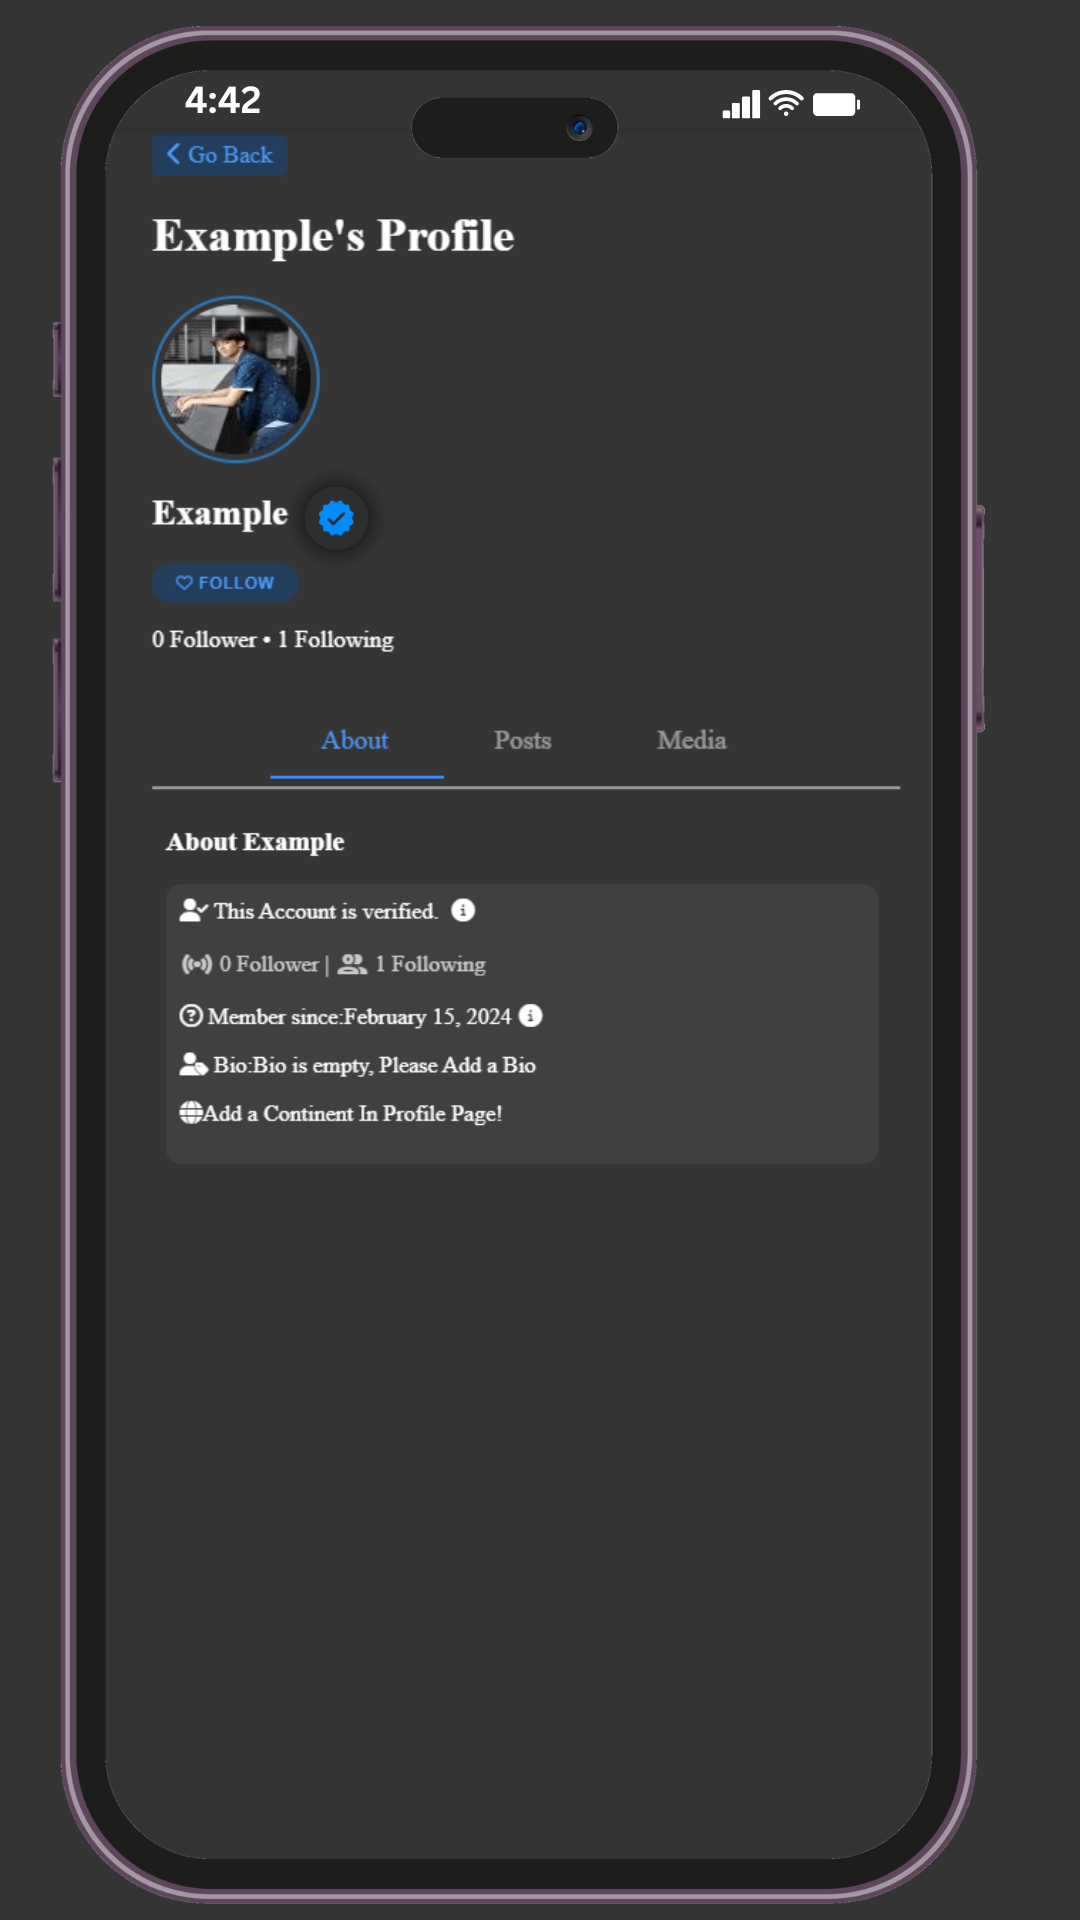 4:42
Go Back
Example's Profile
Example
FOLLOW
0 Follower • 1 Following
About Posts Media
About Example
This Account is verified.
0 Follower | 1 Following
Member since:February 15, 2024
Bio:Bio is empty, Please Add a Bio
Add a Continent In Profile Page!